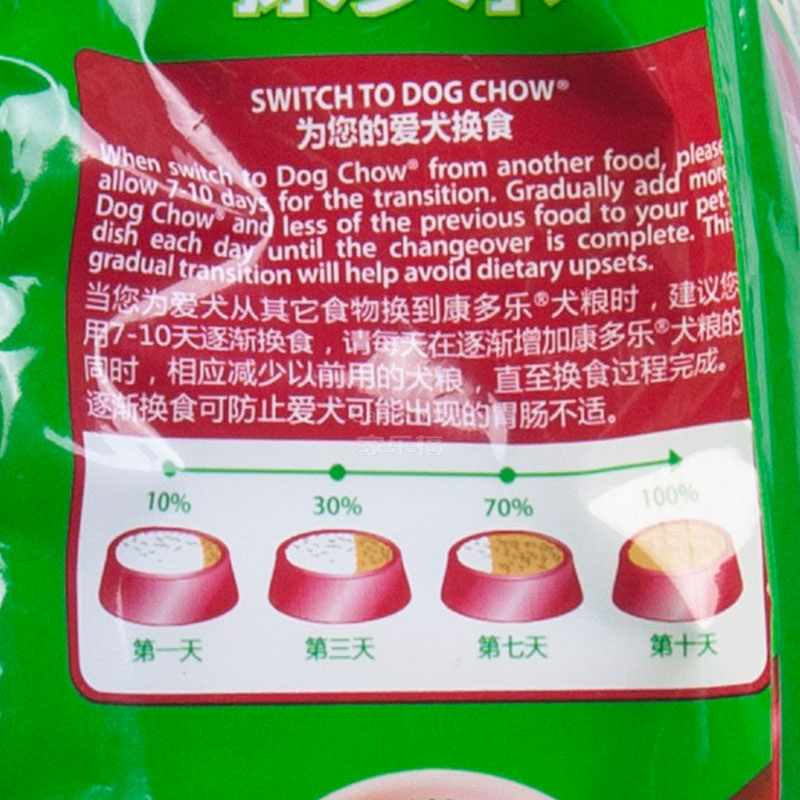 SWITCH TO DOG CHOW®
为您的爱犬换食
When switch to Dog Chow® from another food, please
allow 7-10 days for the transition. Gradually add more
Dog Chow® and less of the previous food to your pet's
dish each day until the changeover is complete. This
gradual transition will help avoid dietary upsets.
当您为爱犬从其它食物换到康多乐®犬粮时，建议您
用7-10天逐渐换食，请每天在逐渐增加康多乐®犬粮的
同时，相应减少以前用的犬粮，直至换食过程完成。
逐渐换食可防止爱犬可能出现的胃肠不适。
家乐福
10% 30% 70% 100%
第一天 第三天 第七天 第十天